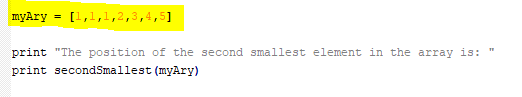 myAry = [1,1,1,2,3,4,5]
print "The position of the second smallest element in the array is: "
print secondSmallest(myAry)